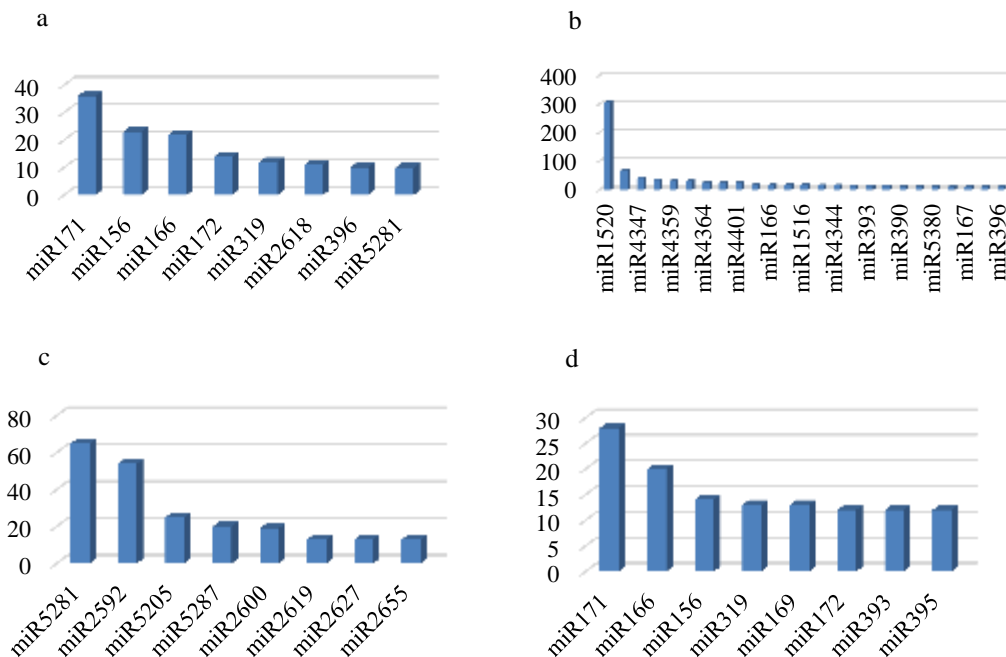 a
40
30
20
10
0
miR171
miR156
miR166
miR172
miR319
miR2618
miR396
miR5281
b
400
300
200
100
0
miR1520
miR4347
miR4359
miR4364
miR4401
miR166
miR1516
miR4344
miR393
miR390
miR5380
miR167
miR396
c
80
60
40
20
0
miR5281
miR2592
miR5205
miR5287
miR2600
miR2619
miR2627
miR2655
d
30
25
20
15
10
5
0
miR171
miR166
miR156
miR319
miR169
miR172
miR393
miR395